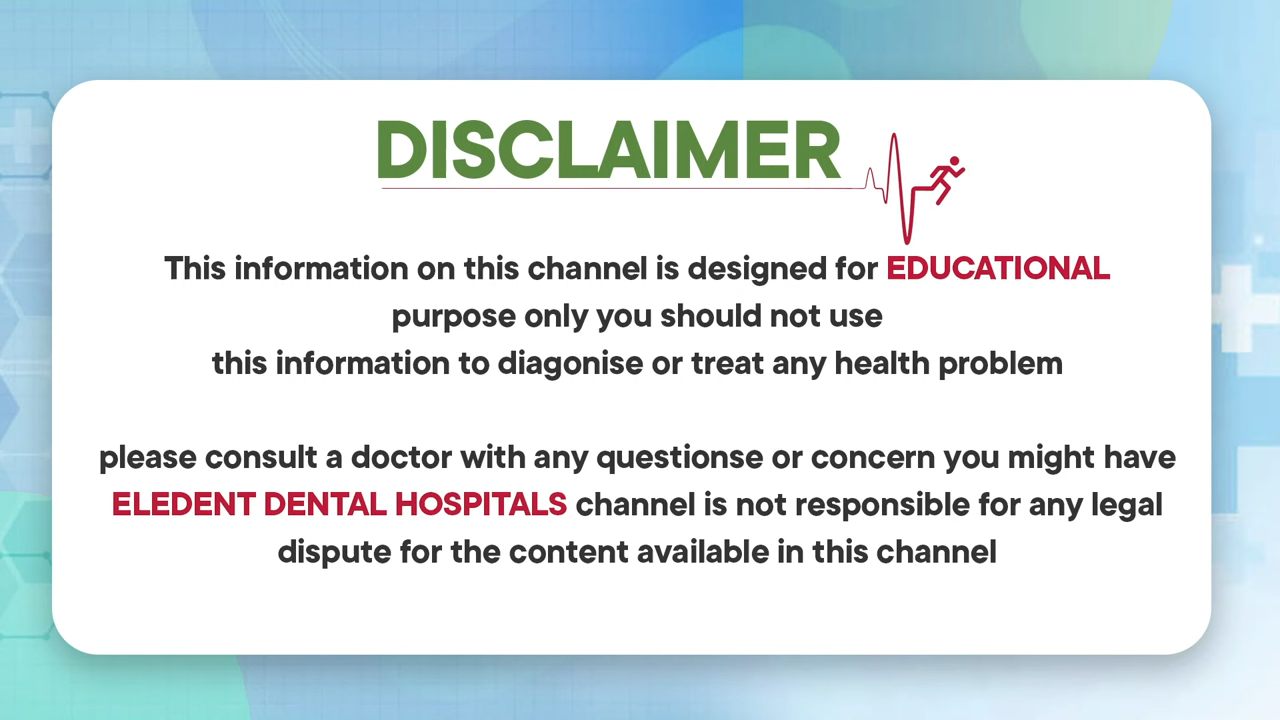 DISCLAIMER
This information on this channel is designed for EDUCATIONAL
purpose only you should not use
this information to diagonise or treat any health problem
please consult a doctor with any questionse or concern you might have
ELEDENT DENTAL HOSPITALS channel is not responsible for any legal
dispute for the content available in this channel